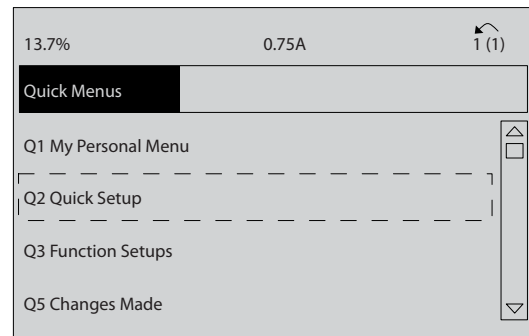 13.7% 0.75A 1 (1)
Quick Menus
Q1 My Personal Menu
Q2 Quick Setup
Q3 Function Setups
Q5 Changes Made